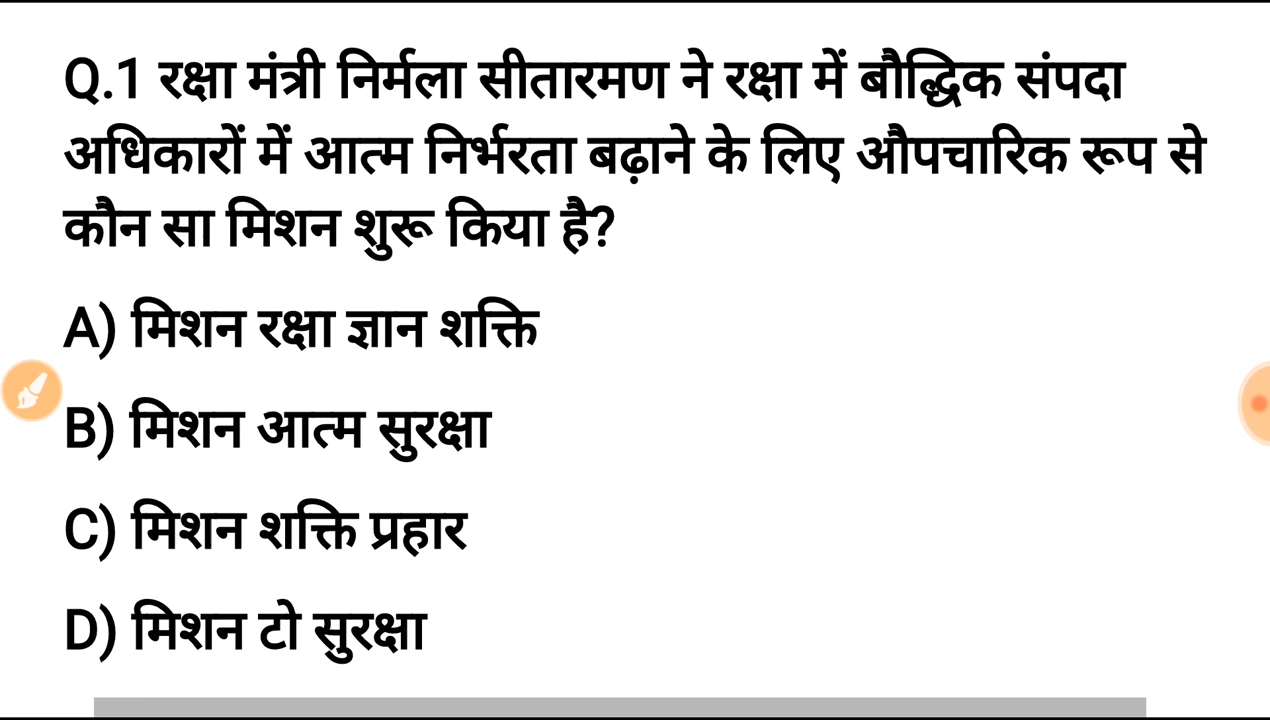 Q.1 रक्षा मंत्री निर्मला सीतारमण ने रक्षा में बौद्धिक संपदा
अधिकारों में आत्म निर्भरता बढ़ाने के लिए औपचारिक रूप से
कौन सा मिशन शुरू किया है?
A) मिशन रक्षा ज्ञान शक्ति
B) मिशन आत्म सुरक्षा
C) मिशन शक्ति प्रहार
D) मिशन टो सुरक्षा